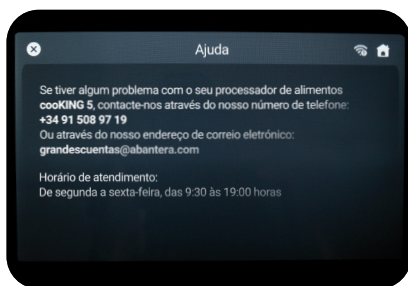 Ajuda
Se tiver algum problema com o seu processador de alimentos
cooKING 5, contacte-nos através do nosso número de telefone:
+34 91 508 97 19
Ou através do nosso endereço de correio eletrónico:
grandescuentas@abantera.com
Horário de atendimento:
De segunda a sexta-feira, das 9:30 às 19:00 horas